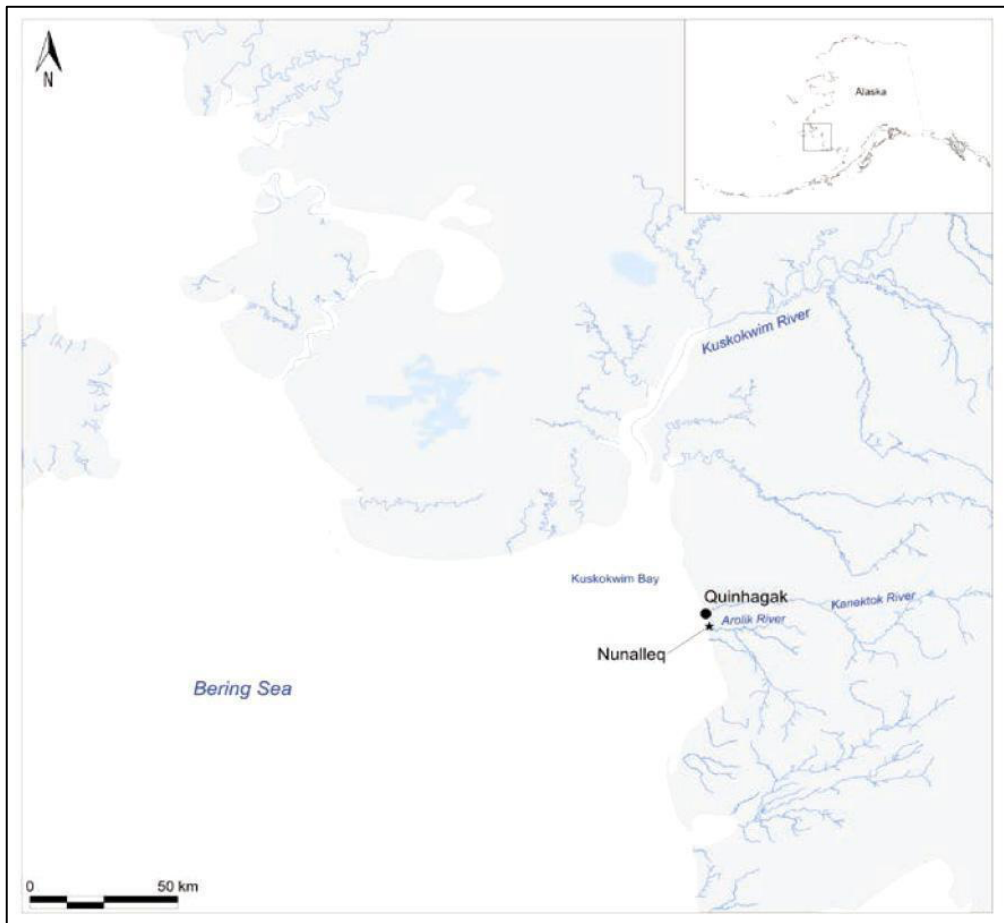 N
Alaska
Kuskokwim River
Kuskokwim Bay
Quinhagak
Kanektok River
Arolik River
Nunalleq
Bering Sea
0 50 km